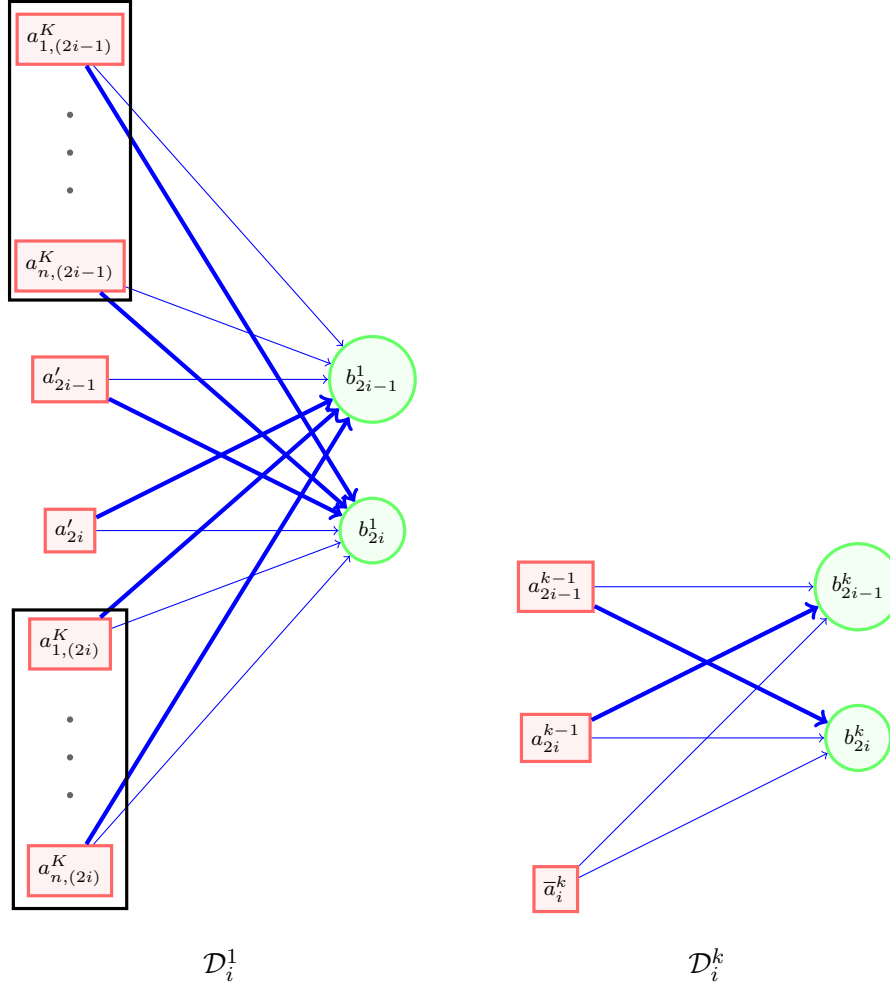 a^K_{1,(2i−1)}
a^K_{n,(2i−1)}
a′_{2i−1}
b^1_{2i−1}
a′_{2i}
b^1_{2i}
a^K_{1,(2i)}
a^K_{n,(2i)}
𝒟^1_i
a^{k−1}_{2i−1}
b^k_{2i−1}
a^{k−1}_{2i}
b^k_{2i}
a̅^k_i
𝒟^k_i